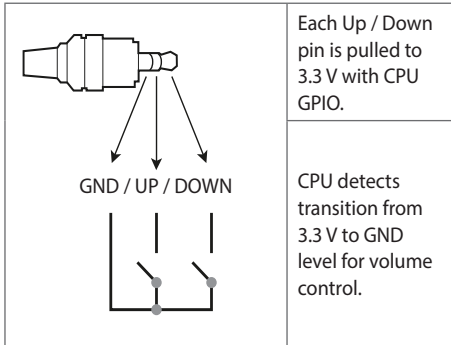 Each Up / Down
pin is pulled to
3.3 V with CPU
GPIO.
GND / UP / DOWN
CPU detects
transition from
3.3 V to GND
level for volume
control.